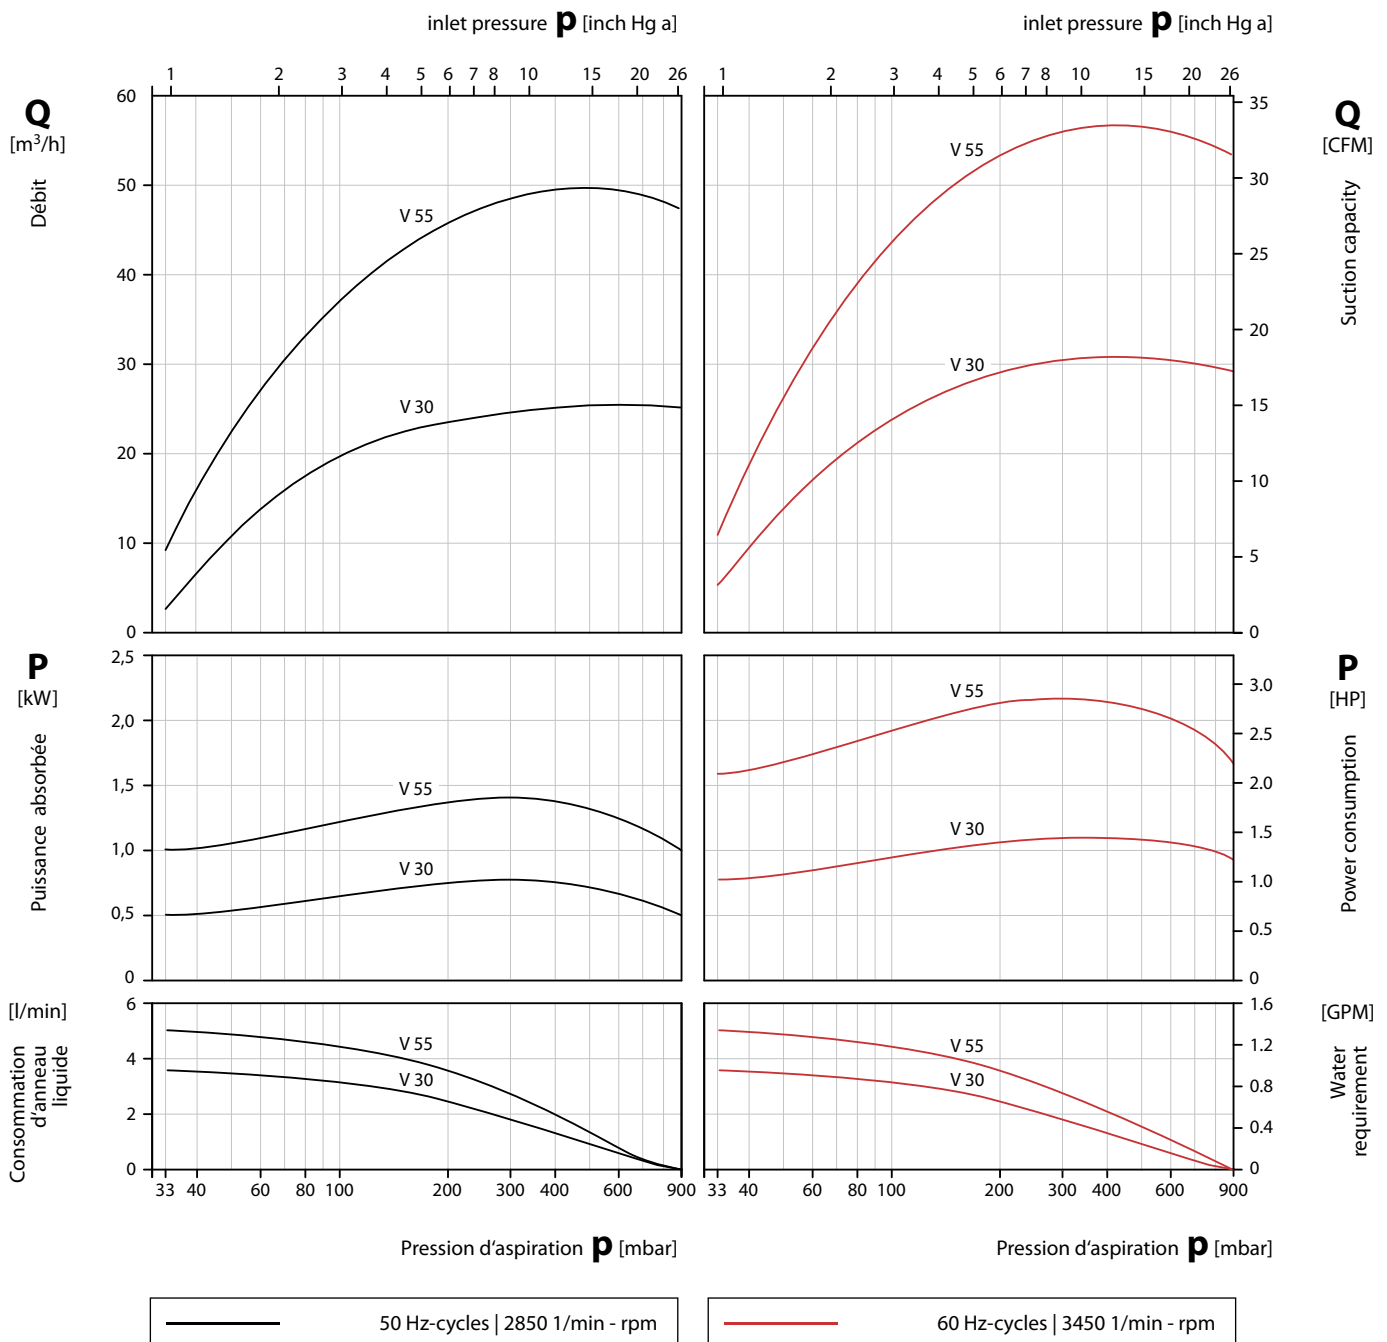 inlet pressure p [inch Hg a]
inlet pressure p [inch Hg a]
1 2 3 4 5 6 7 8 10 15 20 26
1 2 3 4 5 6 7 8 10 15 20 26
Q
[m³/h]
Débit
60
50
40
30
20
10
0
V 55
V 30
V 55
V 30
35
30
25
20
15
10
5
0
Q
[CFM]
Suction capacity
P
[kW]
Puissance absorbée
2,5
2,0
1,5
1,0
0,5
0
V 55
V 30
V 55
V 30
3.0
2.5
2.0
1.5
1.0
0.5
0
P
[HP]
Power consumption
[l/min]
Consommation
d'anneau
liquide
6
4
2
0
V 55
V 30
V 55
V 30
1.6
1.2
0.8
0.4
0
[GPM]
Water
requirement
33 40 60 80 100 200 300 400 600 900
33 40 60 80 100 200 300 400 600 900
Pression d'aspiration p [mbar]
Pression d'aspiration p [mbar]
50 Hz-cycles | 2850 1/min - rpm
60 Hz-cycles | 3450 1/min - rpm